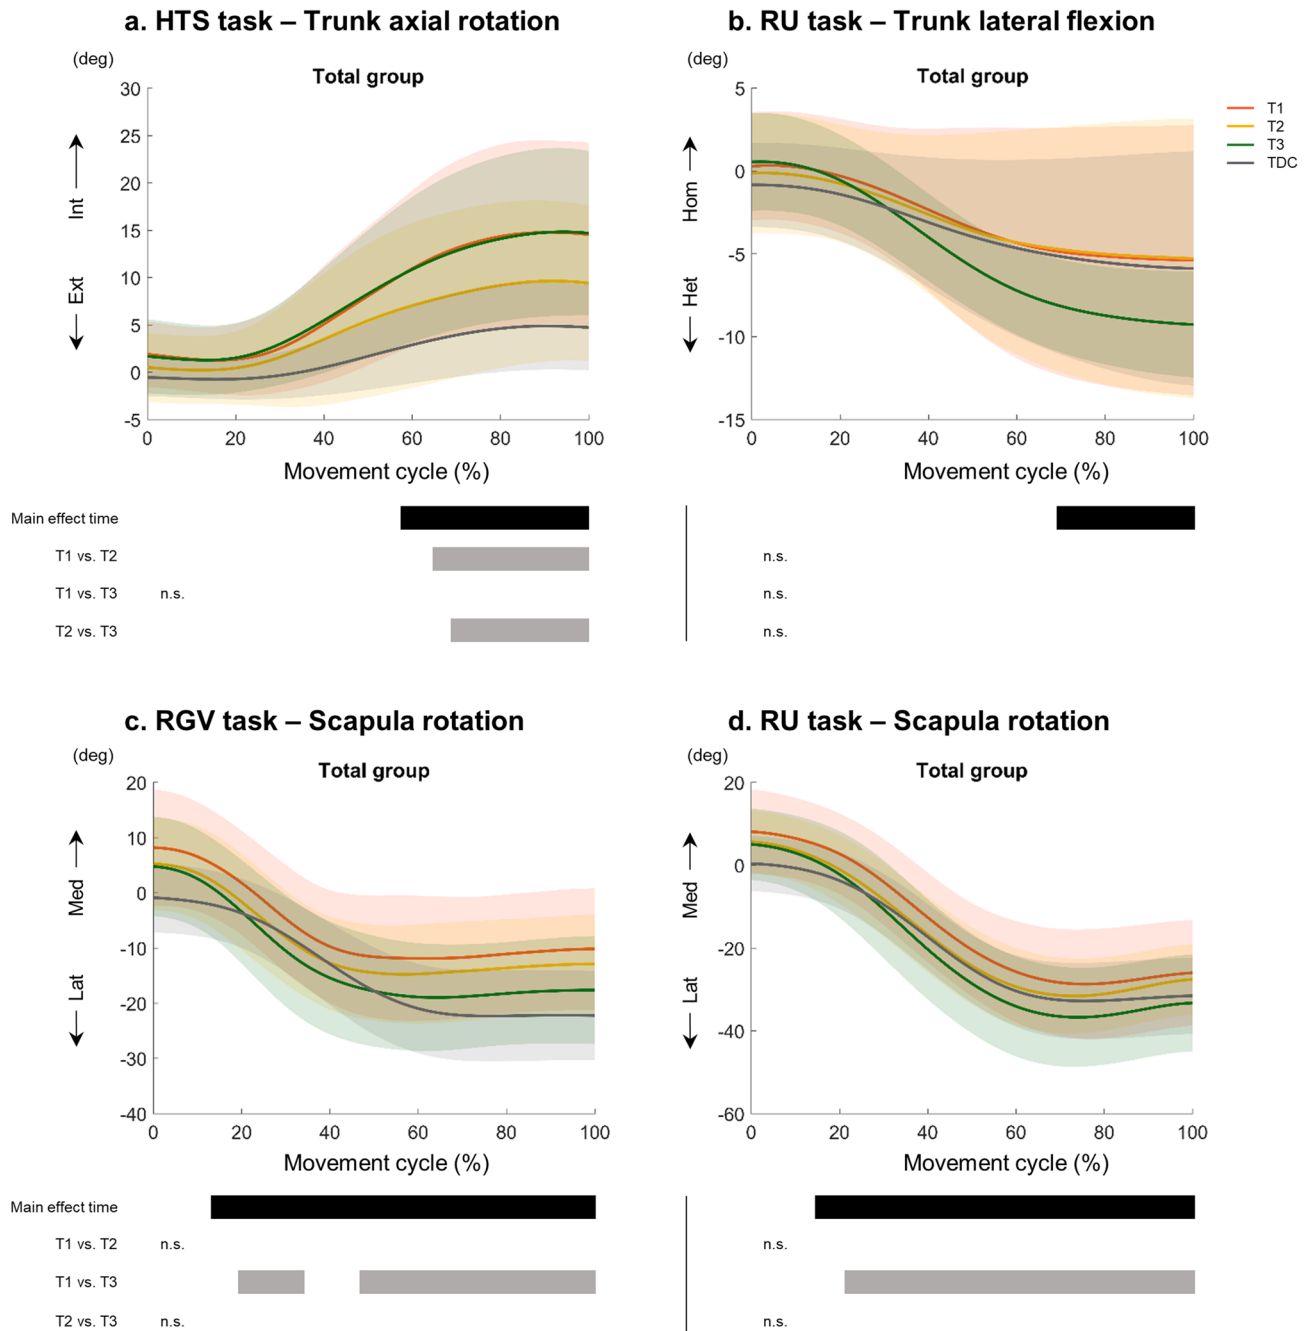 a. HTS task – Trunk axial rotation
(deg)
Total group
30
25
20
15
10
5
0
-5
Int
Ext
0 20 40 60 80 100
Movement cycle (%)
b. RU task – Trunk lateral flexion
(deg)
Total group
5
0
-5
-10
-15
Hom
Het
0 20 40 60 80 100
Movement cycle (%)
T1
T2
T3
TDC
Main effect time
T1 vs. T2 n.s.
T1 vs. T3 n.s. n.s.
T2 vs. T3 n.s.
c. RGV task – Scapula rotation
(deg)
Total group
20
10
0
-10
-20
-30
-40
Med
Lat
0 20 40 60 80 100
Movement cycle (%)
d. RU task – Scapula rotation
(deg)
Total group
20
0
-20
-40
-60
Med
Lat
0 20 40 60 80 100
Movement cycle (%)
Main effect time
T1 vs. T2 n.s. n.s.
T1 vs. T3
T2 vs. T3 n.s. n.s.